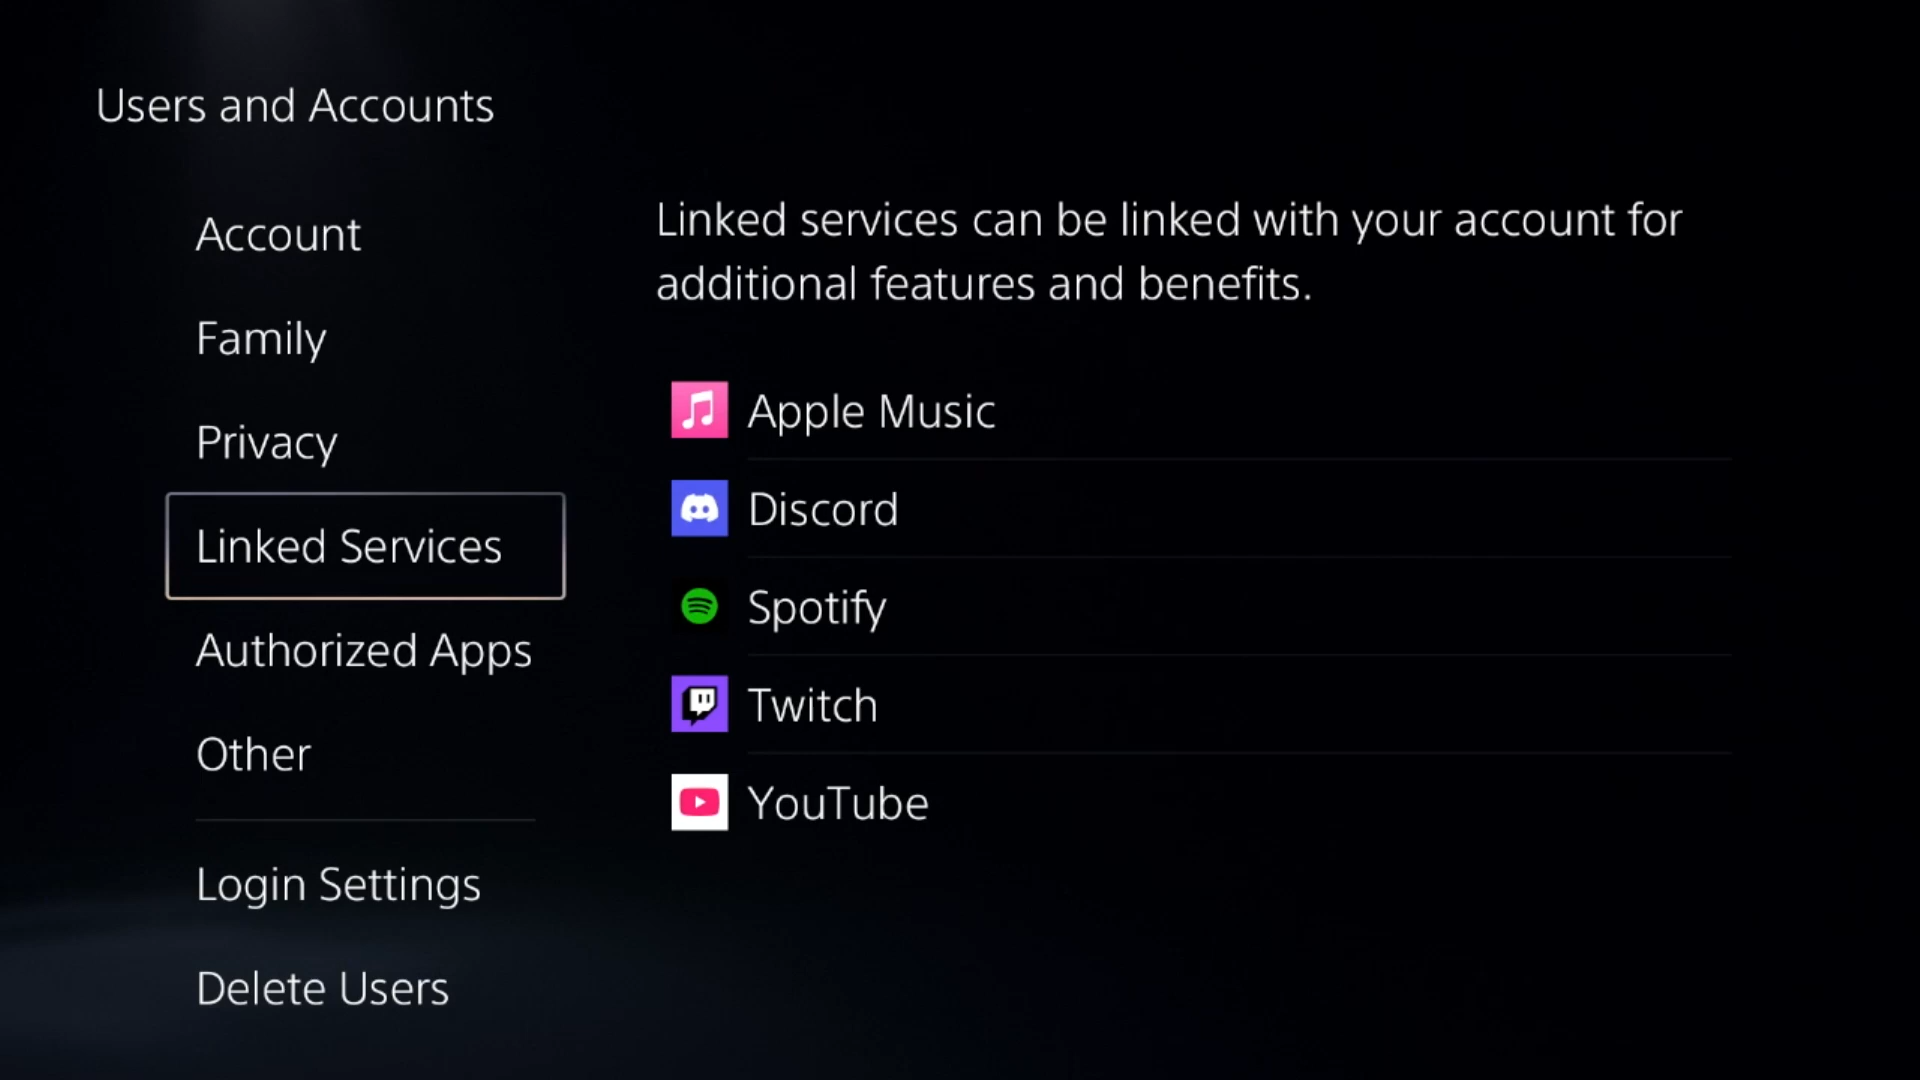 Users and Accounts
Account
Family
Privacy
Linked Services
Authorized Apps
Other
Login Settings
Delete Users
Linked services can be linked with your account for
additional features and benefits.
Apple Music
Discord
Spotify
Twitch
YouTube